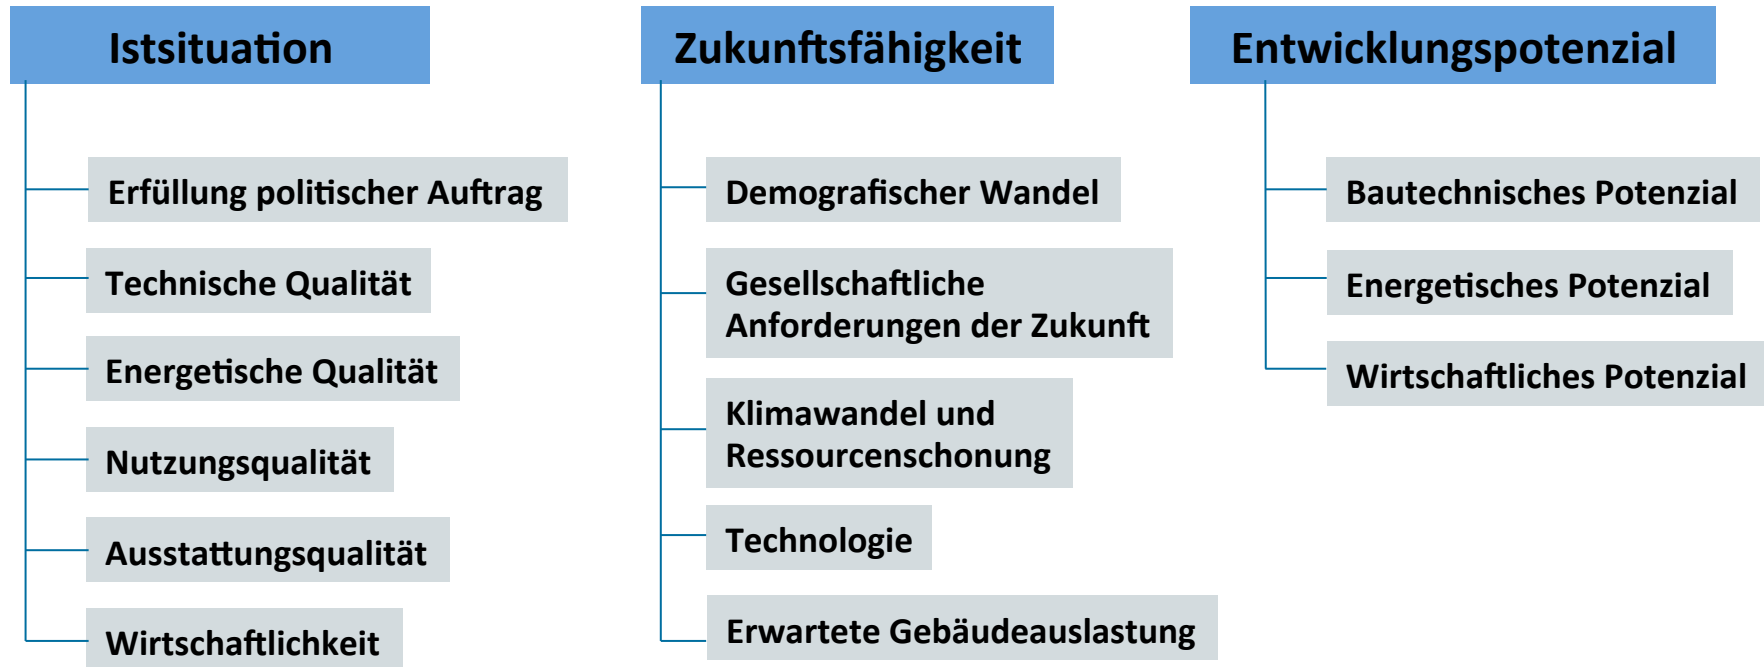 Istsituation
Erfüllung politischer Auftrag
Technische Qualität
Energetische Qualität
Nutzungsqualität
Ausstattungsqualität
Wirtschaftlichkeit
Zukunftsfähigkeit
Demografischer Wandel
Gesellschaftliche
Anforderungen der Zukunft
Klimawandel und
Ressourcenschonung
Technologie
Erwartete Gebäudeauslastung
Entwicklungspotenzial
Bautechnisches Potenzial
Energetisches Potenzial
Wirtschaftliches Potenzial